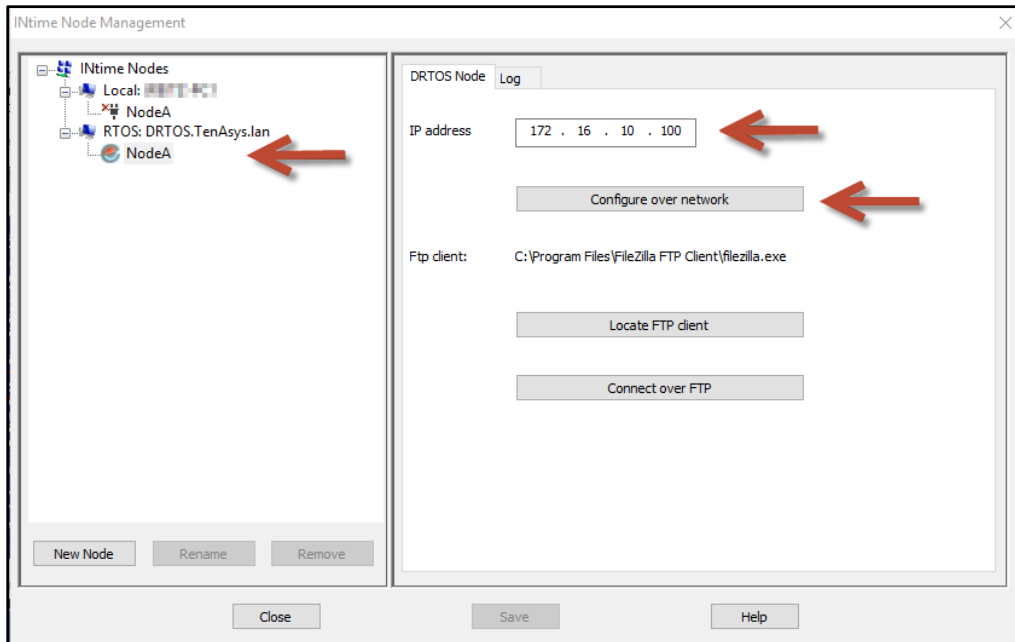 INtime Node Management
INtime Nodes
Local:
NodeA
RTOS: DRTOS.TenAsys.lan
NodeA
New Node
Rename
Remove
DRTOS Node
Log
IP address
172 . 16 . 10 . 100
Configure over network
Ftp client:
C:\Program Files\FileZilla FTP Client\filezilla.exe
Locate FTP client
Connect over FTP
Close
Save
Help